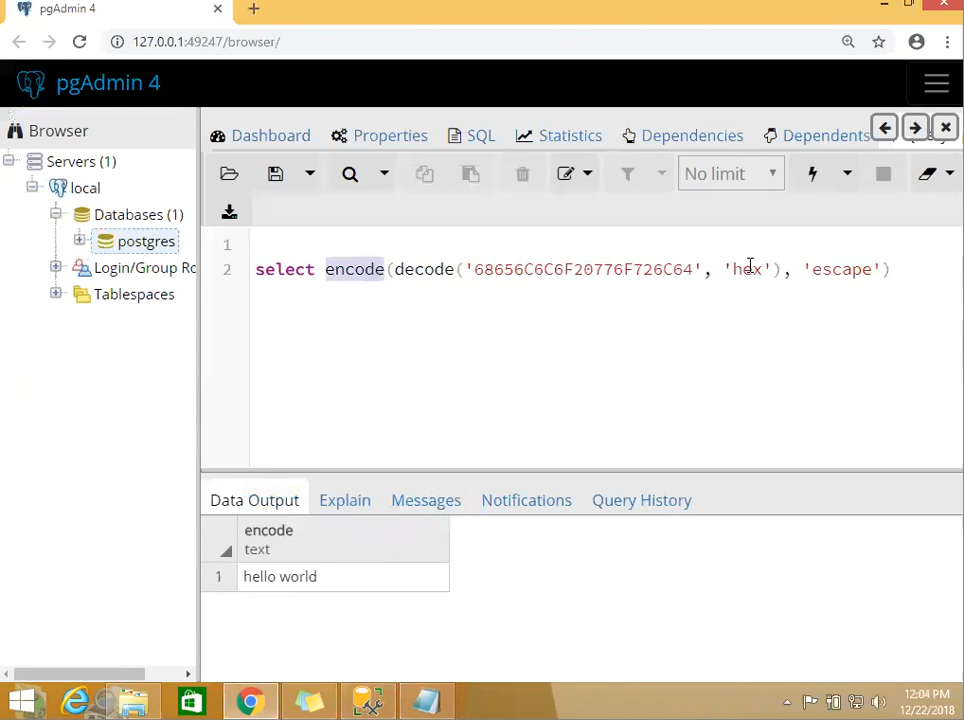 pgAdmin 4
127.0.0.1:49247/browser/
pgAdmin 4
Browser
Dashboard
Properties
SQL
Statistics
Dependencies
Dependents
Servers (1)
local
Databases (1)
postgres
Login/Group Ro
Tablespaces
No limit
1
2 select encode(decode('68656C6C6F20776F726C64', 'hex'), 'escape')
Data Output
Explain
Messages
Notifications
Query History
encode
text
1 hello world
12:04 PM
12/22/2018